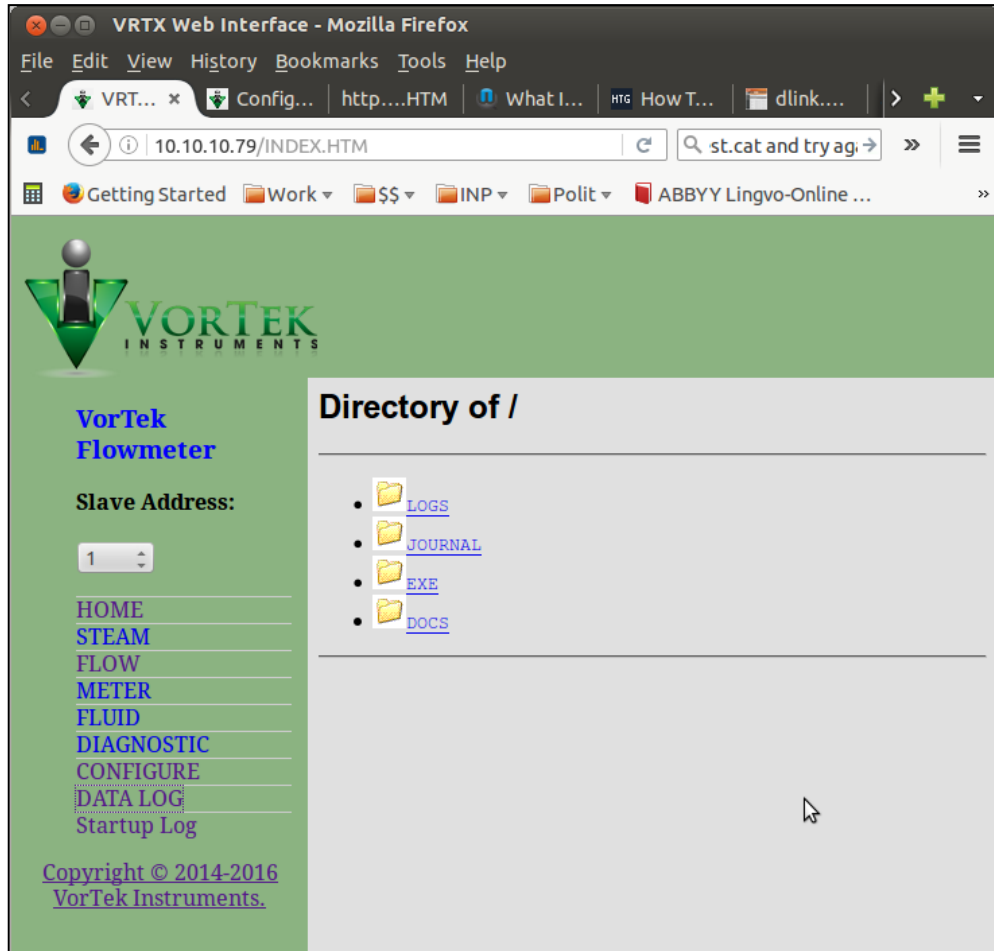 VRTX Web Interface - Mozilla Firefox
File Edit View History Bookmarks Tools Help
VRT... Config... http....HTM What I... HTG How T... dlink....
10.10.10.79/INDEX.HTM st.cat and try aga
Getting Started Work $$ INP Polit ABBYY Lingvo-Online ...
VORTEK
INSTRUMENTS
VorTek
Flowmeter
Slave Address:
1
HOME
STEAM
FLOW
METER
FLUID
DIAGNOSTIC
CONFIGURE
DATA LOG
Startup Log
Copyright © 2014-2016
VorTek Instruments.
Directory of /
LOGS
JOURNAL
EXE
DOCS